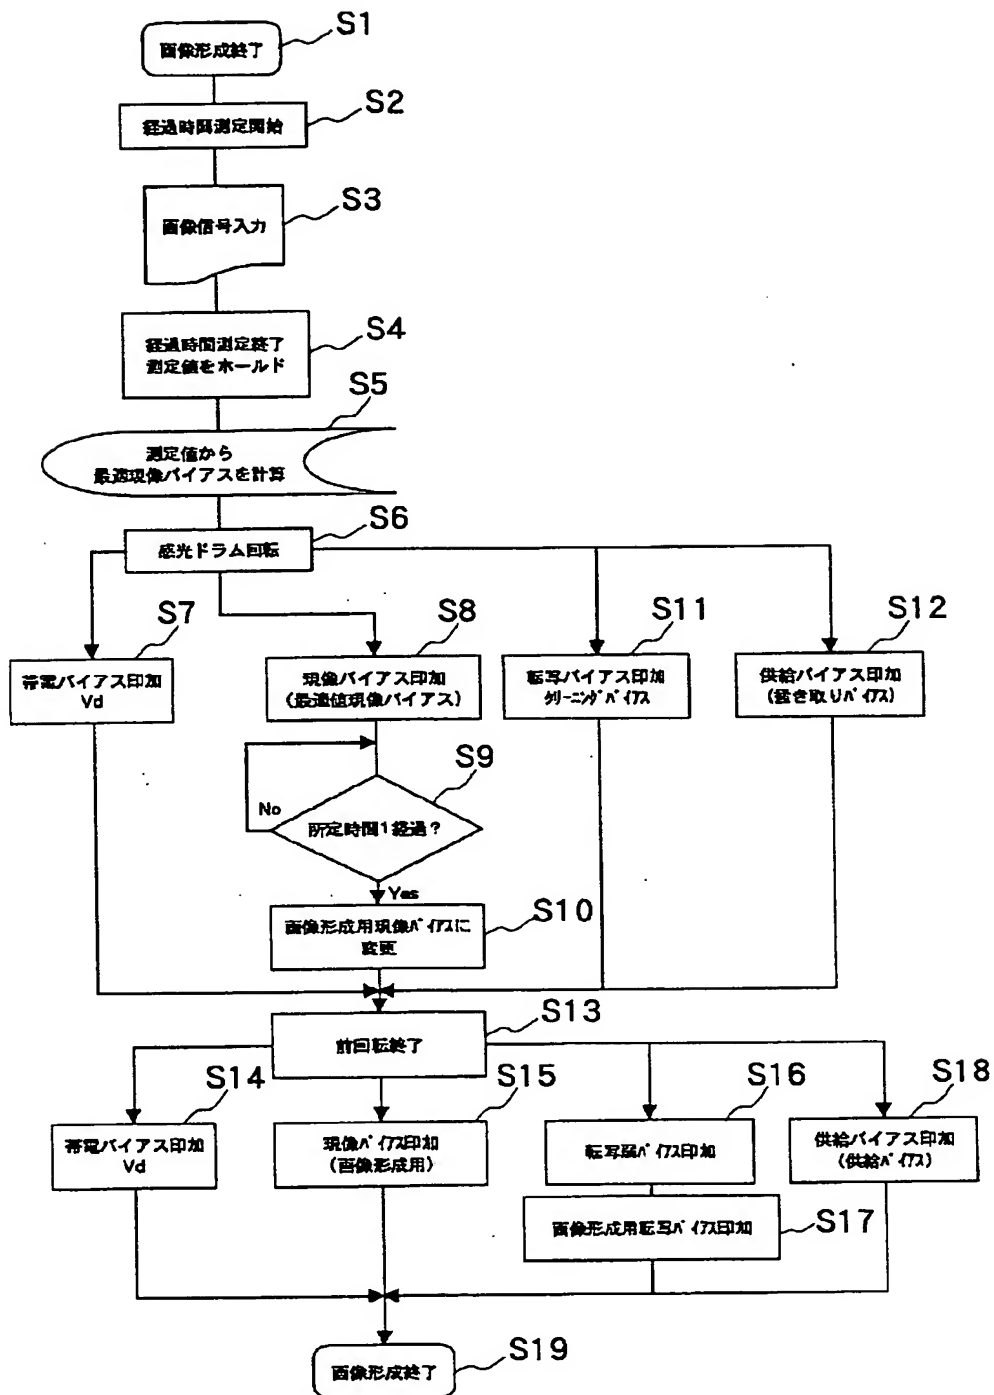 S1
画像形成終了
S2
経過時間測定開始
S3
画像信号入力
S4
経過時間測定終了
測定値をホールド
S5
測定値から
最適現像バイアスを計算
S6
感光ドラム回転
S7
帯電バイアス印加
Vd
S8
現像バイアス印加
(最適値現像バイアス)
S11
転写バイアス印加
クリーニングバイアス
S12
供給バイアス印加
(掻き取りバイアス)
S9
No
所定時間1経過?
Yes
S10
画像形成用現像バイアスに
変更
S13
前回転終了
S14
帯電バイアス印加
Vd
S15
現像バイアス印加
(画像形成用)
S16
転写弱バイアス印加
S18
供給バイアス印加
(供給バイアス)
S17
画像形成用転写バイアス印加
S19
画像形成終了